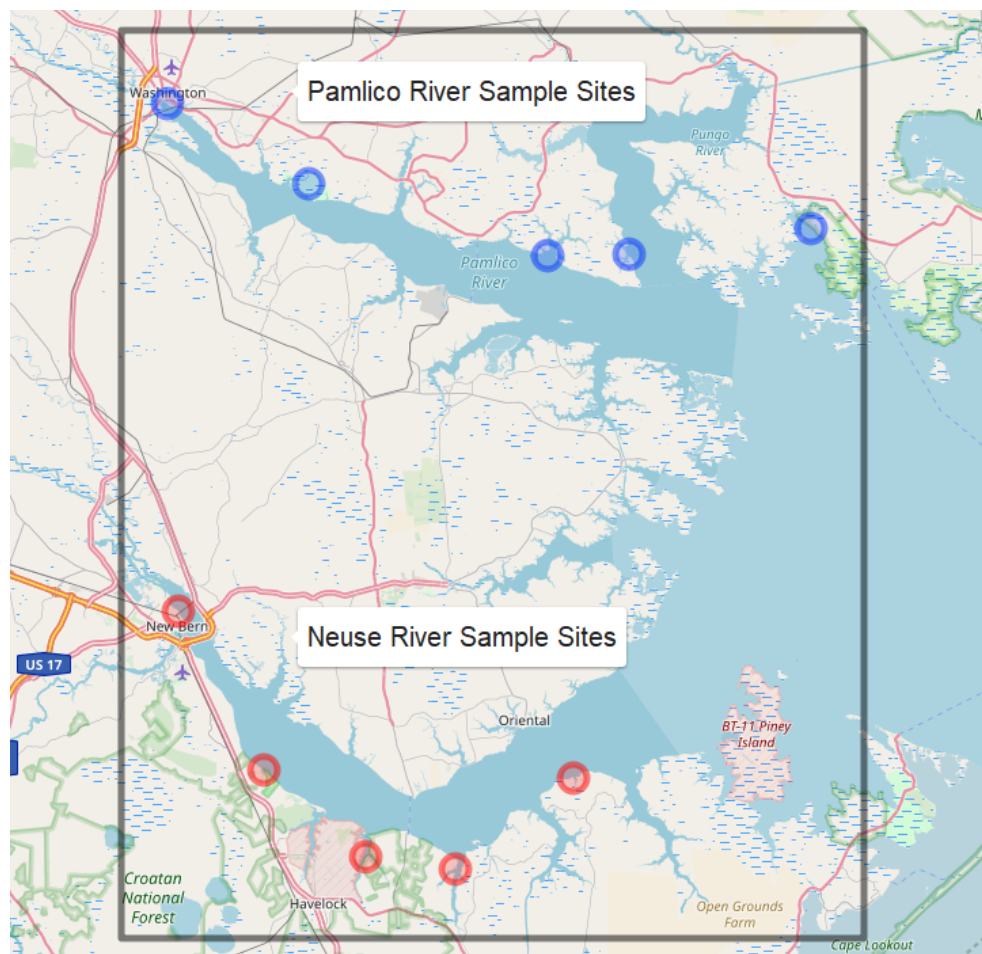 Washington
Pamlico River Sample Sites
Pungo
River
Pamlico
River
New Bern
Neuse River Sample Sites
US 17
Oriental
BT-11 Piney
Island
Croatan
National
Forest
Havelock
Open Grounds
Farm
Cape Lookout